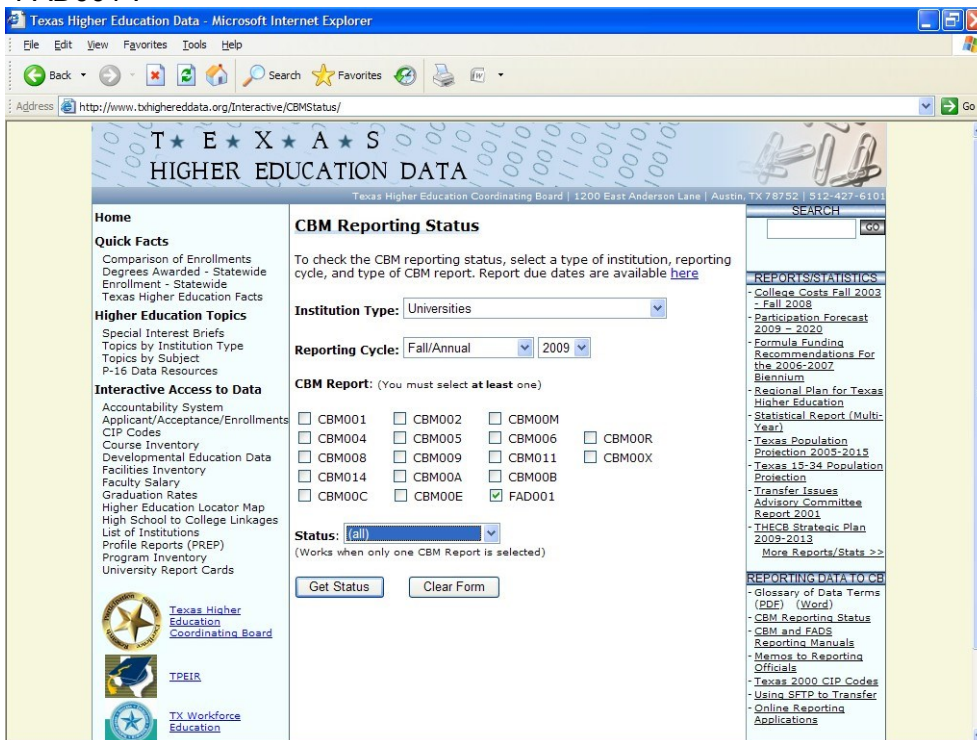 Texas Higher Education Data - Microsoft Internet Explorer
File Edit View Favorites Tools Help
Back Search Favorites
Address http://www.txhighereddata.org/Interactive/CBMStatus/ Go
T★ E★ X★ A★ S
HIGHER EDUCATION DATA
Texas Higher Education Coordinating Board | 1200 East Anderson Lane | Austin, TX 78752 | 512-427-6101
Home
Quick Facts
Comparison of Enrollments
Degrees Awarded - Statewide
Enrollment - Statewide
Texas Higher Education Facts
Higher Education Topics
Special Interest Briefs
Topics by Institution Type
Topics by Subject
P-16 Data Resources
Interactive Access to Data
Accountability System
Applicant/Acceptance/Enrollments
CIP Codes
Course Inventory
Developmental Education Data
Facilities Inventory
Faculty Salary
Graduation Rates
Higher Education Locator Map
High School to College Linkages
List of Institutions
Profile Reports (PREP)
Program Inventory
University Report Cards
Texas Higher
Education
Coordinating Board
TPEIR
TX Workforce
Education
CBM Reporting Status
To check the CBM reporting status, select a type of institution, reporting
cycle, and type of CBM report. Report due dates are available here
Institution Type: Universities
Reporting Cycle: Fall/Annual 2009
CBM Report: (You must select at least one)
CBM001 CBM002 CBM00M
CBM004 CBM005 CBM006 CBM00R
CBM008 CBM009 CBM011 CBM00X
CBM014 CBM00A CBM00B
CBM00C CBM00E FAD001
Status: (all)
(Works when only one CBM Report is selected)
Get Status Clear Form
SEARCH
GO
REPORTS/STATISTICS
- College Costs Fall 2003
- Fall 2008
- Participation Forecast
2009 – 2020
- Formula Funding
Recommendations For
the 2006-2007
Biennium
- Regional Plan for Texas
Higher Education
- Statistical Report (Multi-
Year)
- Texas Population
Projection 2005-2015
- Texas 15-34 Population
Projection
- Transfer Issues
Advisory Committee
Report 2001
- THECB Strategic Plan
2009-2013
More Reports/Stats >>
REPORTING DATA TO CB
- Glossary of Data Terms
(PDF) (Word)
- CBM Reporting Status
- CBM and FADS
Reporting Manuals
- Memos to Reporting
Officials
- Texas 2000 CIP Codes
- Using SFTP to Transfer
- Online Reporting
Applications